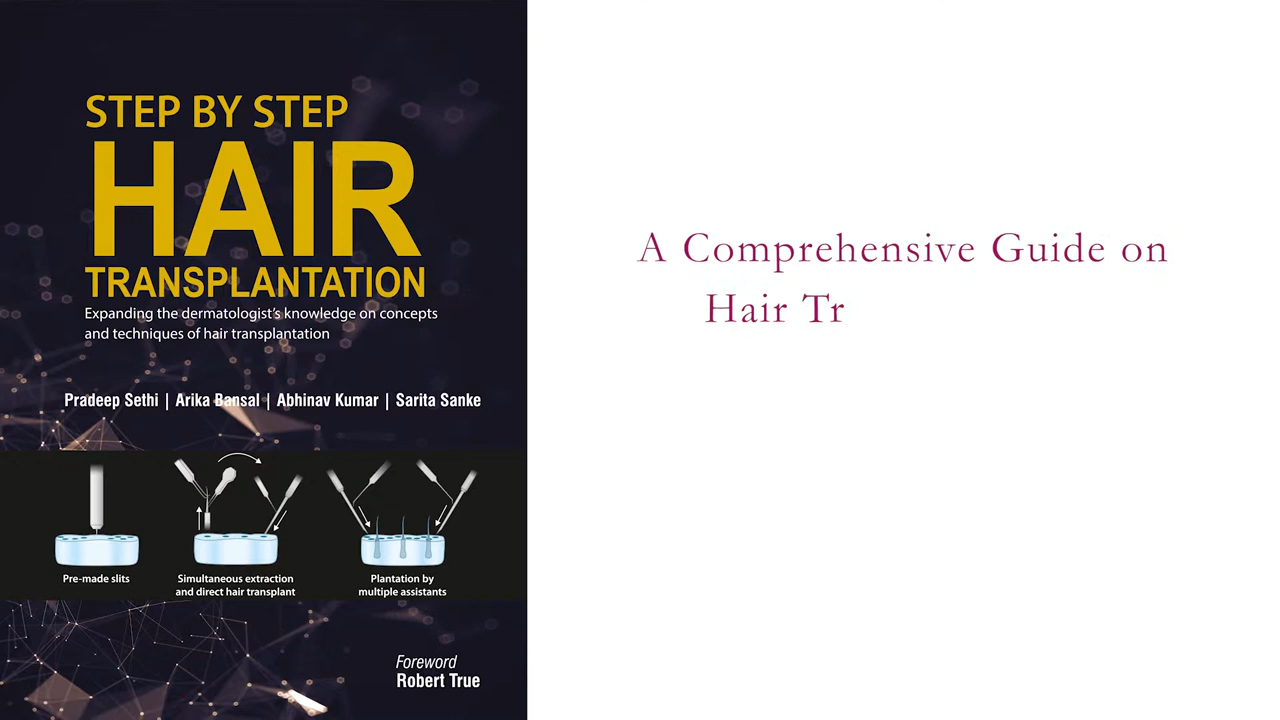 STEP BY STEP
HAIR
TRANSPLANTATION
Expanding the dermatologist's knowledge on concepts
and techniques of hair transplantation
Pradeep Sethi | Arika Bansal | Abhinav Kumar | Sarita Sanke
Pre-made slits
Simultaneous extraction
and direct hair transplant
Plantation by
multiple assistants
Foreword
Robert True
A Comprehensive Guide on
Hair Tr